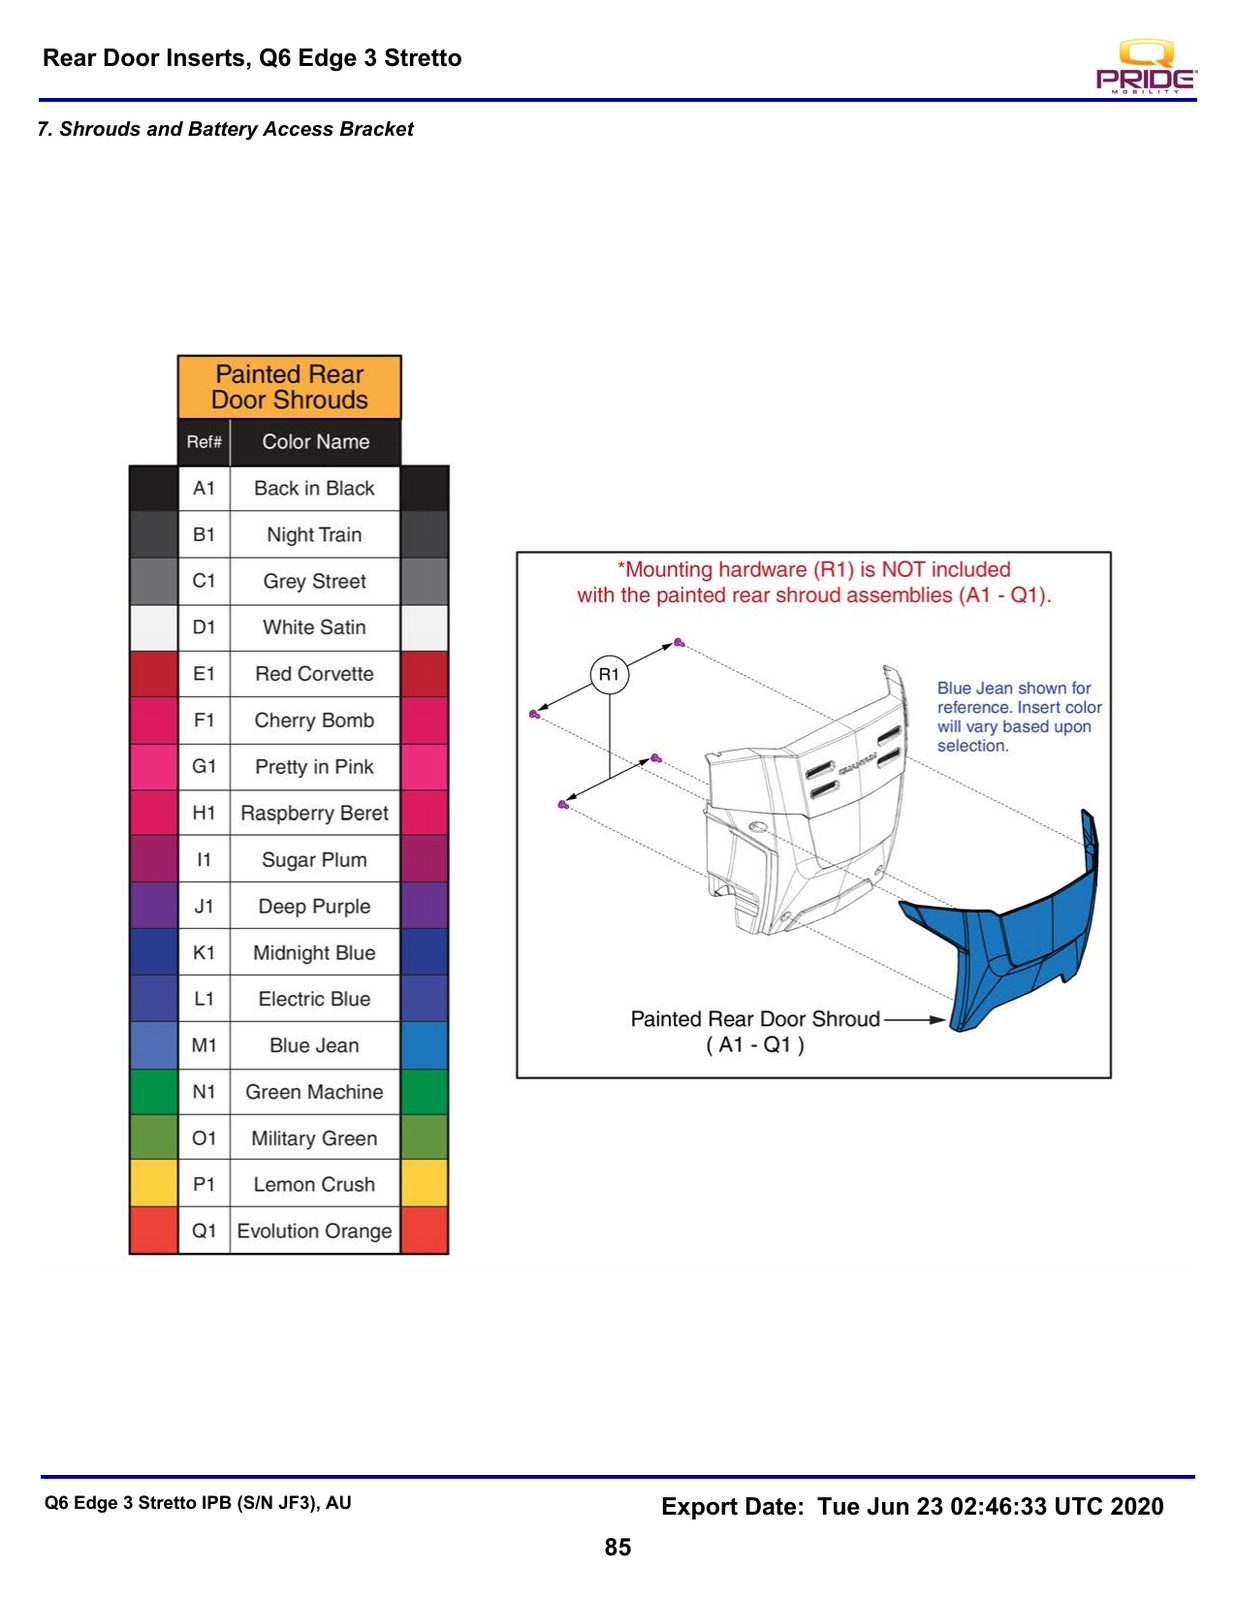 Rear Door Inserts, Q6 Edge 3 Stretto
PRIDE
MOBILITY
7. Shrouds and Battery Access Bracket
Painted Rear
Door Shrouds
Ref# Color Name
A1 Back in Black
B1 Night Train
C1 Grey Street
D1 White Satin
E1 Red Corvette
F1 Cherry Bomb
G1 Pretty in Pink
H1 Raspberry Beret
I1 Sugar Plum
J1 Deep Purple
K1 Midnight Blue
L1 Electric Blue
M1 Blue Jean
N1 Green Machine
O1 Military Green
P1 Lemon Crush
Q1 Evolution Orange
*Mounting hardware (R1) is NOT included
with the painted rear shroud assemblies (A1 - Q1).
R1
Blue Jean shown for
reference. Insert color
will vary based upon
selection.
QUANTUM
Painted Rear Door Shroud
( A1 - Q1 )
Q6 Edge 3 Stretto IPB (S/N JF3), AU
Export Date:  Tue Jun 23 02:46:33 UTC 2020
85